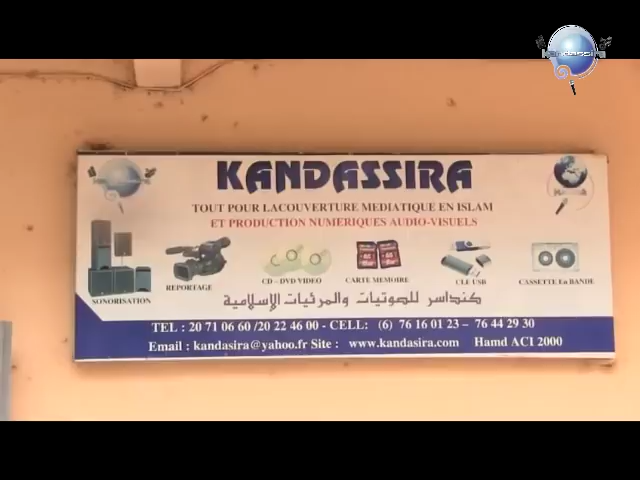 kandassira
KANDASSIRA
TOUT POUR LACOUVERTURE MEDIATIQUE EN ISLAM
ET PRODUCTION NUMERIQUES AUDIO-VISUELS
SONORISATION
REPORTAGE
CD - DVD VIDEO
CARTE MEMOIRE
CLE USB
CASSETTE En BANDE
كنداسر للصوتيات والمرئيات الإسلامية
TEL : 20 71 06 60 /20 22 46 00 - CELL: (6) 76 16 01 23 – 76 44 29 30
Email : kandasira@yahoo.fr Site : www.kandasira.com Hamd ACI 2000